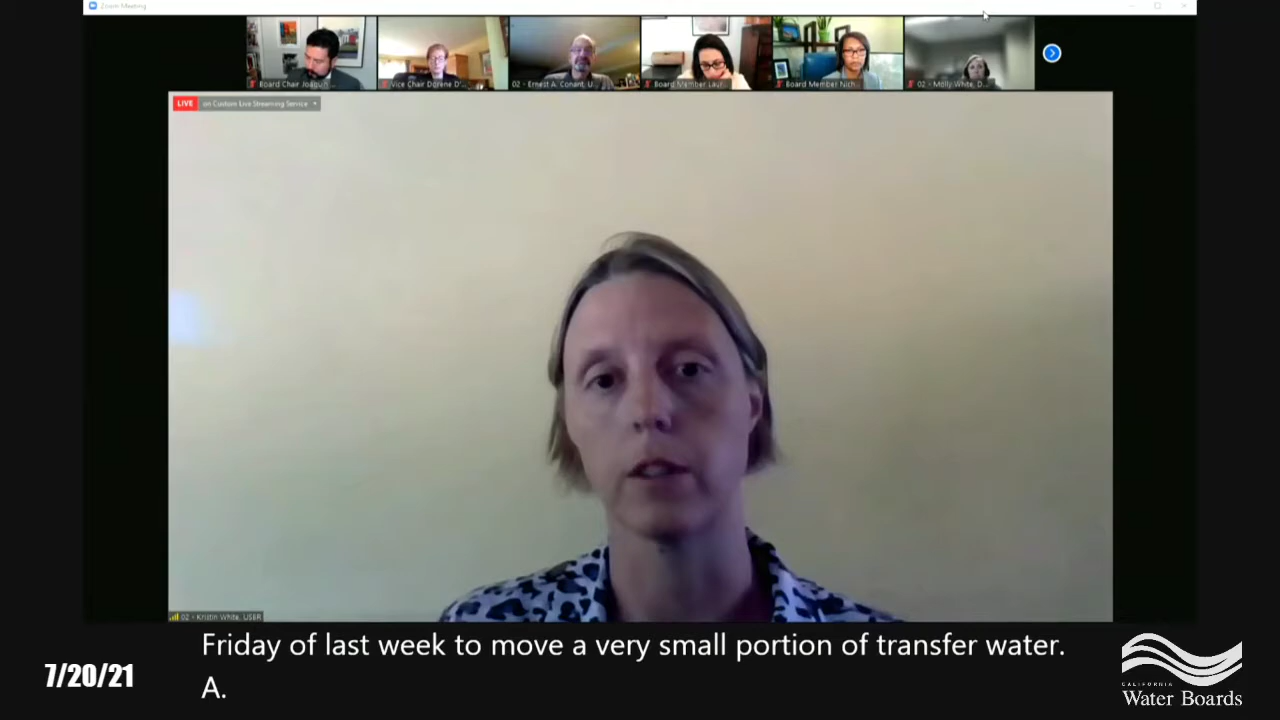 Zoom Meeting
Board Chair Joaquin ...
Vice Chair Dorene D'...
02 - Ernest A. Conant, U...
Board Member Laur...
Board Member Nich...
02 - Molly White, D...
LIVE on Custom Live Streaming Service
02 - Kristin White, USBR
Friday of last week to move a very small portion of transfer water.
A.
7/20/21
CALIFORNIA
Water Boards